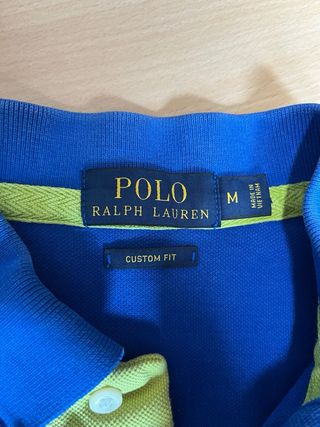 POLO
RALPH LAUREN
M
MADE IN
VIETNAM
CUSTOM FIT